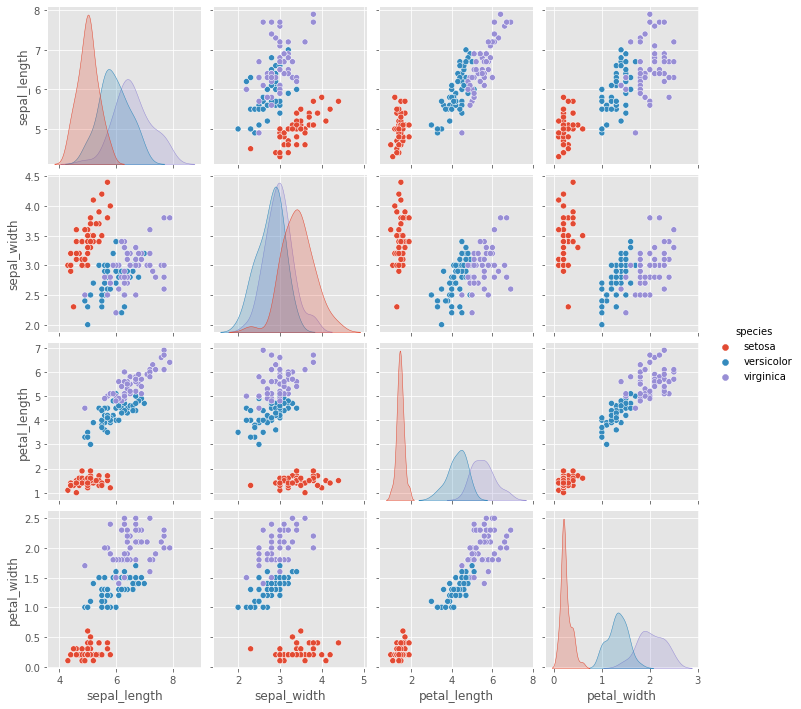 sepal_length
8
7
6
5
sepal_width
4.5
4.0
3.5
3.0
2.5
2.0
species
setosa
versicolor
virginica
petal_length
7
6
5
4
3
2
1
petal_width
2.5
2.0
1.5
1.0
0.5
0.0
4 6 8
2 3 4 5
2 4 6 8
0 1 2 3
sepal_length sepal_width petal_length petal_width